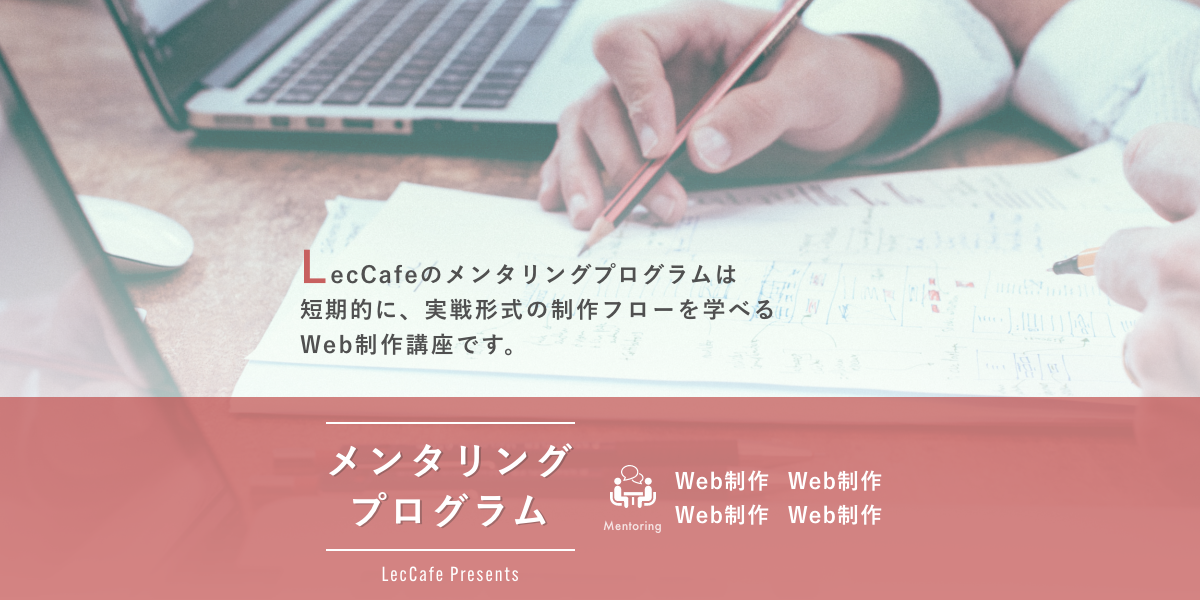 LecCafeのメンタリングプログラムは
短期的に、実戦形式の制作フローを学べる
Web制作講座です。
メンタリング
プログラム
LecCafe Presents
Mentoring
Web制作 Web制作
Web制作 Web制作